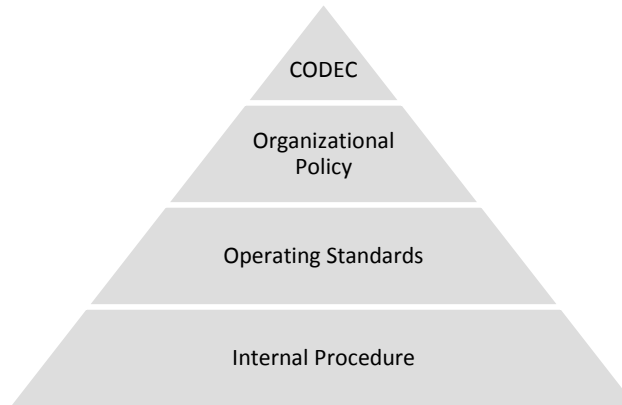 CODEC
Organizational
Policy
Operating Standards
Internal Procedure